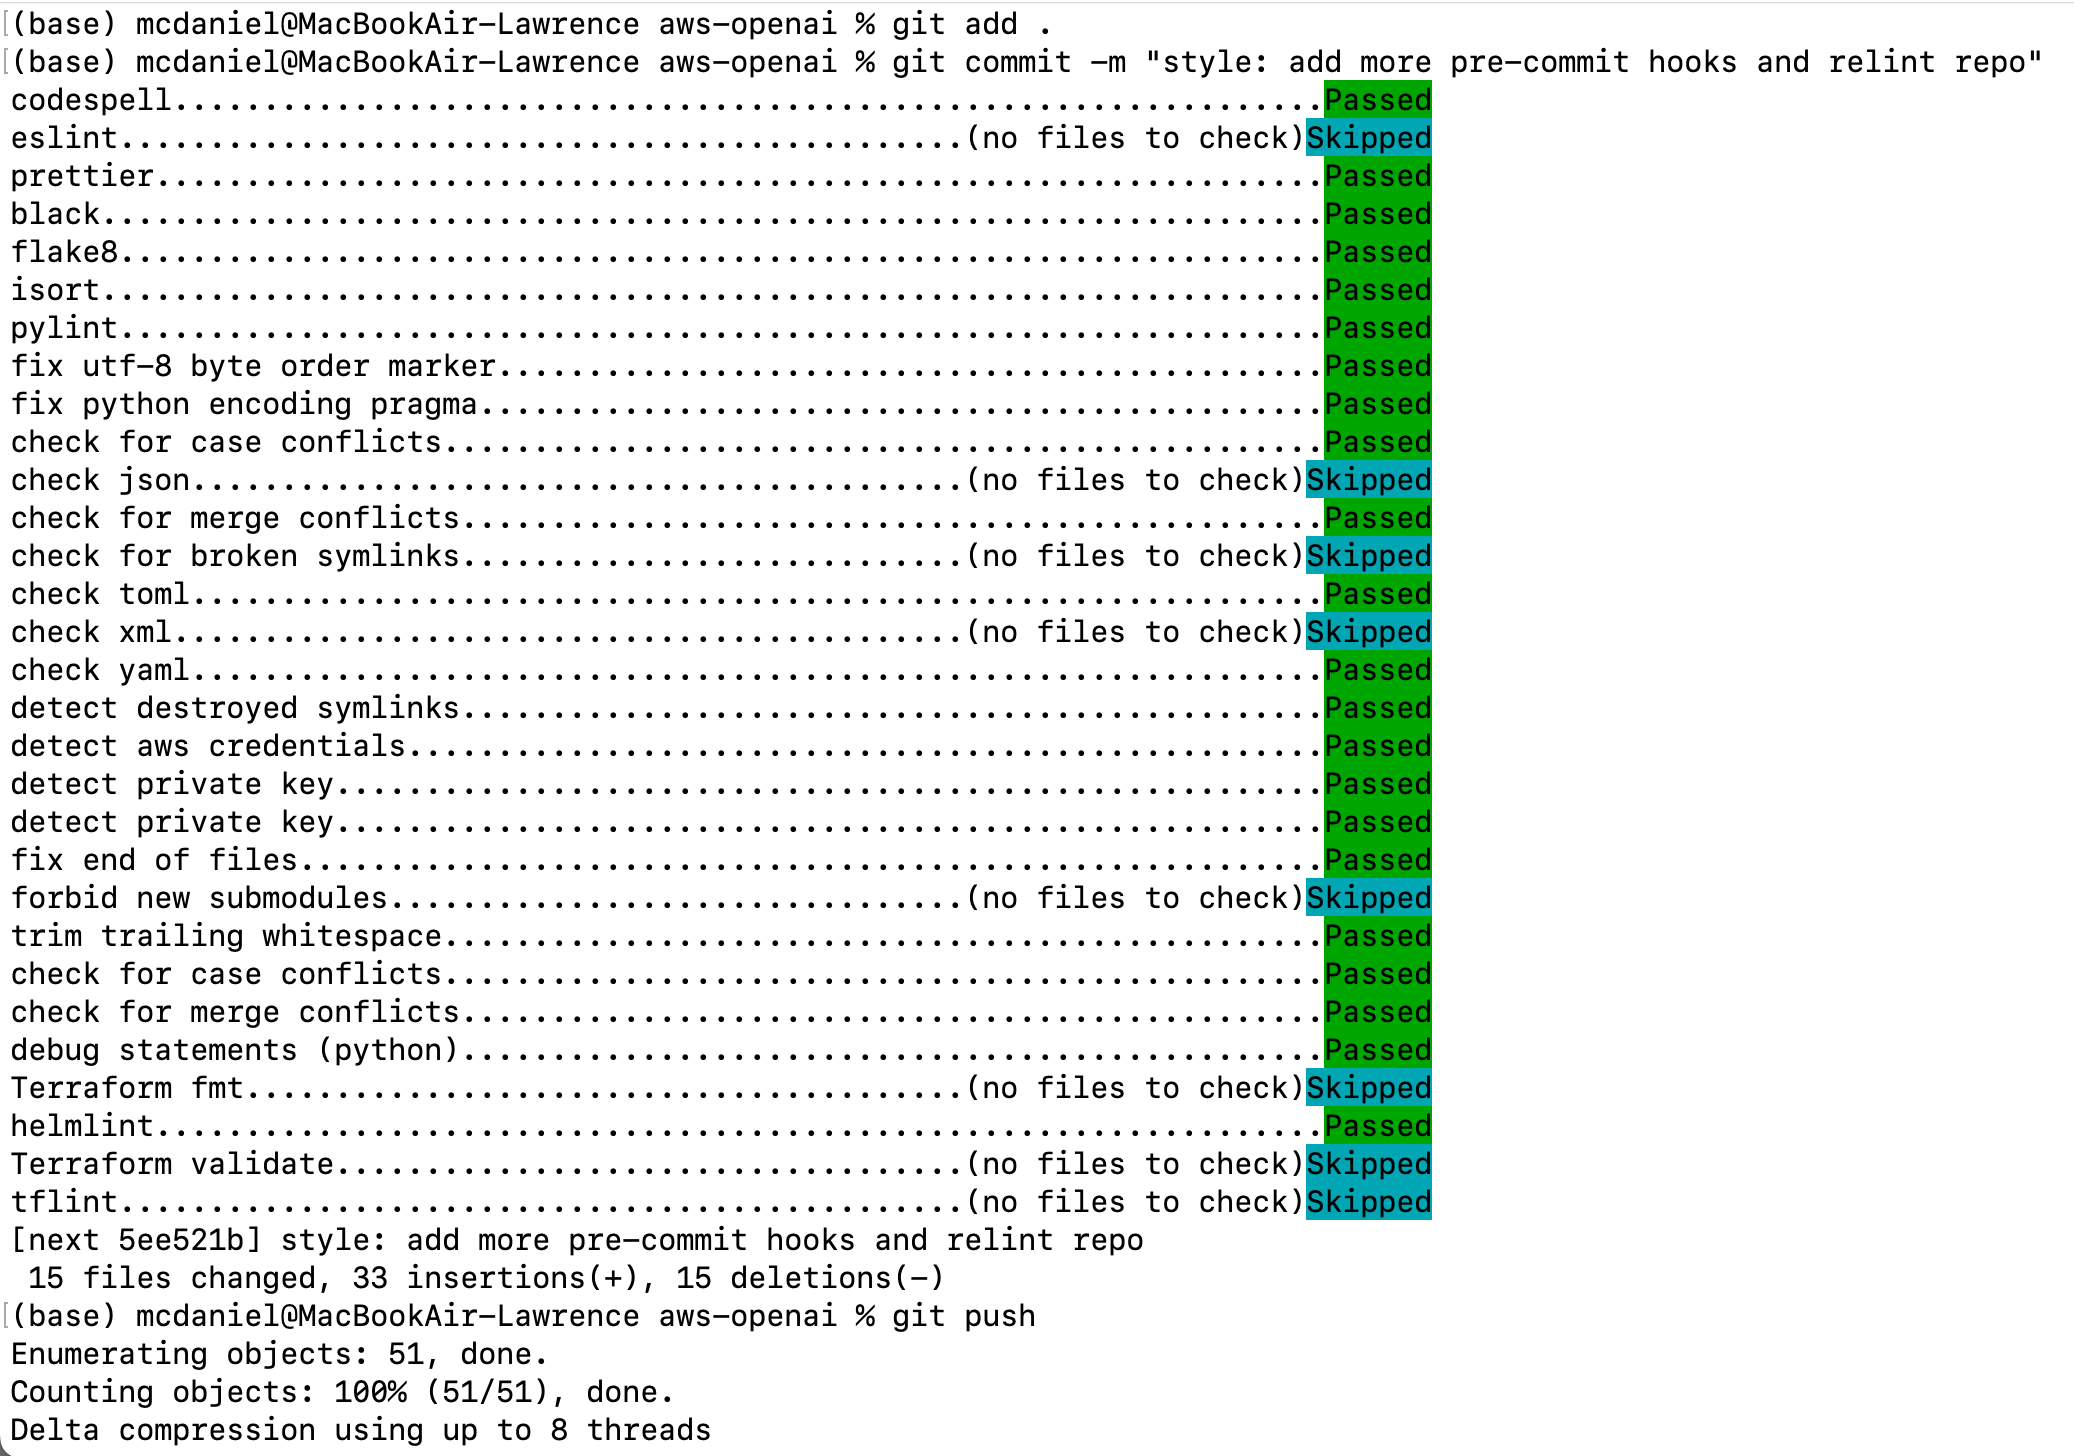 (base) mcdaniel@MacBookAir-Lawrence aws-openai % git add .
(base) mcdaniel@MacBookAir-Lawrence aws-openai % git commit -m "style: add more pre-commit hooks and relint repo"
codespell................................................................Passed
eslint...............................................(no files to check)Skipped
prettier.................................................................Passed
black....................................................................Passed
flake8...................................................................Passed
isort....................................................................Passed
pylint...................................................................Passed
fix utf-8 byte order marker..............................................Passed
fix python encoding pragma...............................................Passed
check for case conflicts.................................................Passed
check json...........................................(no files to check)Skipped
check for merge conflicts................................................Passed
check for broken symlinks............................(no files to check)Skipped
check toml...............................................................Passed
check xml............................................(no files to check)Skipped
check yaml...............................................................Passed
detect destroyed symlinks................................................Passed
detect aws credentials...................................................Passed
detect private key.......................................................Passed
detect private key.......................................................Passed
fix end of files.........................................................Passed
forbid new submodules................................(no files to check)Skipped
trim trailing whitespace.................................................Passed
check for case conflicts.................................................Passed
check for merge conflicts................................................Passed
debug statements (python)................................................Passed
Terraform fmt........................................(no files to check)Skipped
helmlint.................................................................Passed
Terraform validate...................................(no files to check)Skipped
tflint...............................................(no files to check)Skipped
[next 5ee521b] style: add more pre-commit hooks and relint repo
 15 files changed, 33 insertions(+), 15 deletions(-)
(base) mcdaniel@MacBookAir-Lawrence aws-openai % git push
Enumerating objects: 51, done.
Counting objects: 100% (51/51), done.
Delta compression using up to 8 threads